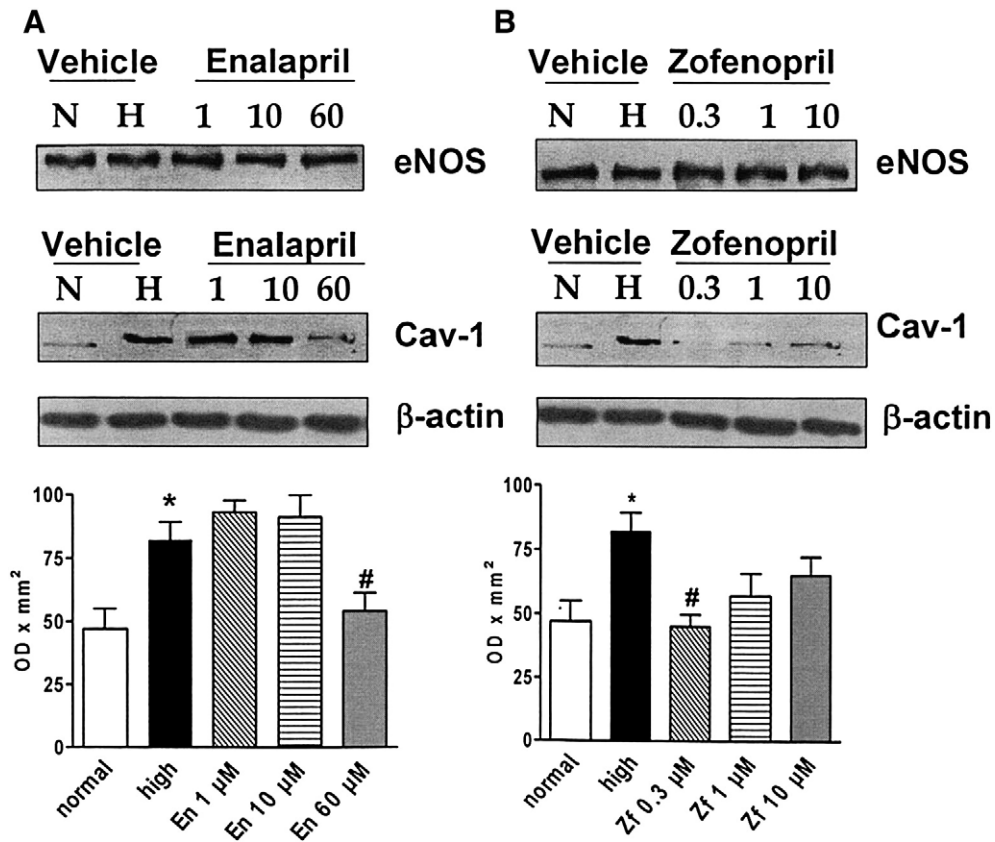 A
Vehicle Enalapril
N H 1 10 60
eNOS
Vehicle Enalapril
N H 1 10 60
Cav-1
β-actin
100
75
50
25
0
OD x mm²
*
#
normal
high
En 1 µM
En 10 µM
En 60 µM
B
Vehicle Zofenopril
N H 0.3 1 10
eNOS
Vehicle Zofenopril
N H 0.3 1 10
Cav-1
β-actin
100
75
50
25
0
OD x mm²
*
#
normal
high
Zf 0.3 µM
Zf 1 µM
Zf 10 µM